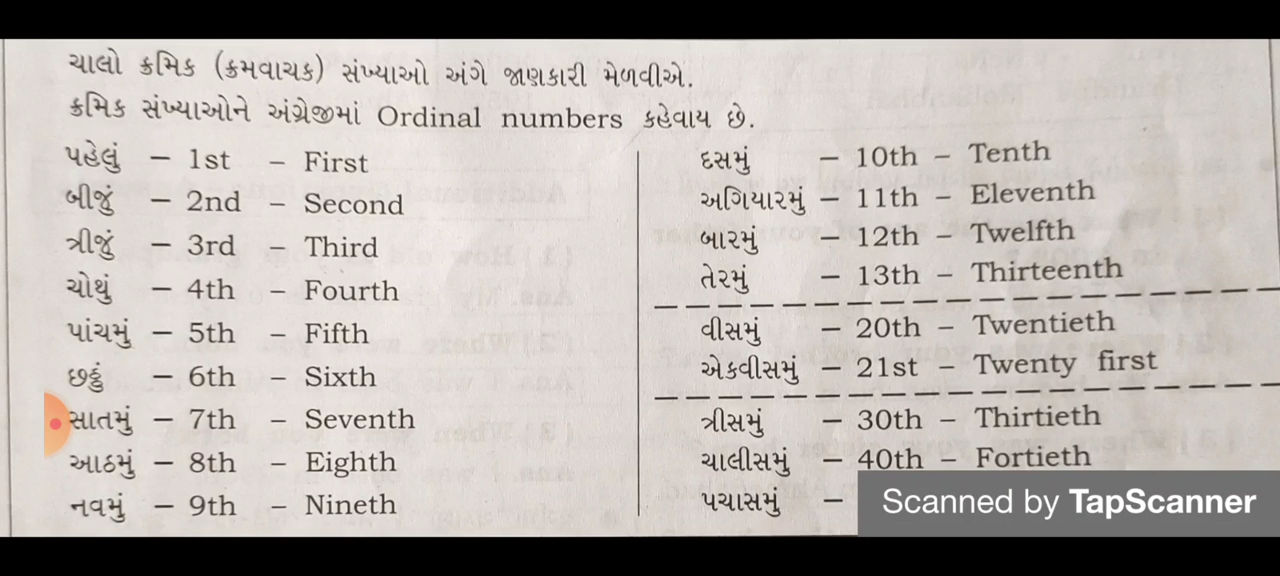 ચાલો ક્રમિક (ક્રમવાચક) સંખ્યાઓ અંગે જાણકારી મેળવીએ.
ક્રમિક સંખ્યાઓને અંગ્રેજીમાં Ordinal numbers કહેવાય છે.
પહેલું – 1st – First
બીજું – 2nd – Second
ત્રીજું – 3rd – Third
ચોથું – 4th – Fourth
પાંચમું – 5th – Fifth
છઠ્ઠું – 6th – Sixth
સાતમું – 7th – Seventh
આઠમું – 8th – Eighth
નવમું – 9th – Nineth
દસમું – 10th – Tenth
અગિયારમું – 11th – Eleventh
બારમું – 12th – Twelfth
તેરમું – 13th – Thirteenth
વીસમું – 20th – Twentieth
એકવીસમું – 21st – Twenty first
ત્રીસમું 30th – Thirtieth
ચાલીસમું 40th – Fortieth
પચાસમું –
Scanned by TapScanner